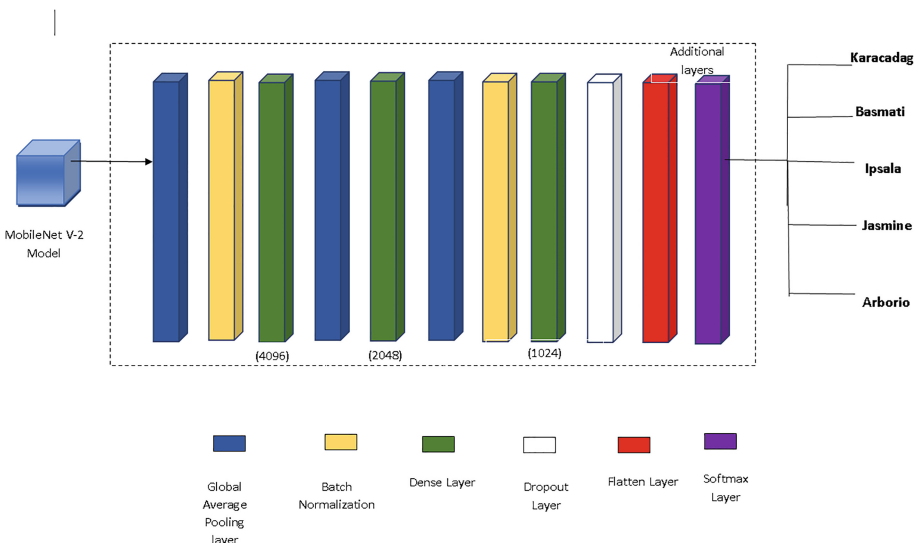 Additional
layers
Karacadag
Basmati
Ipsala
Jasmine
Arborio
MobileNet V-2
Model
(4096)
(2048)
(1024)
Global
Average
Pooling
layer
Batch
Normalization
Dense Layer
Dropout
Layer
Flatten Layer
Softmax
Layer